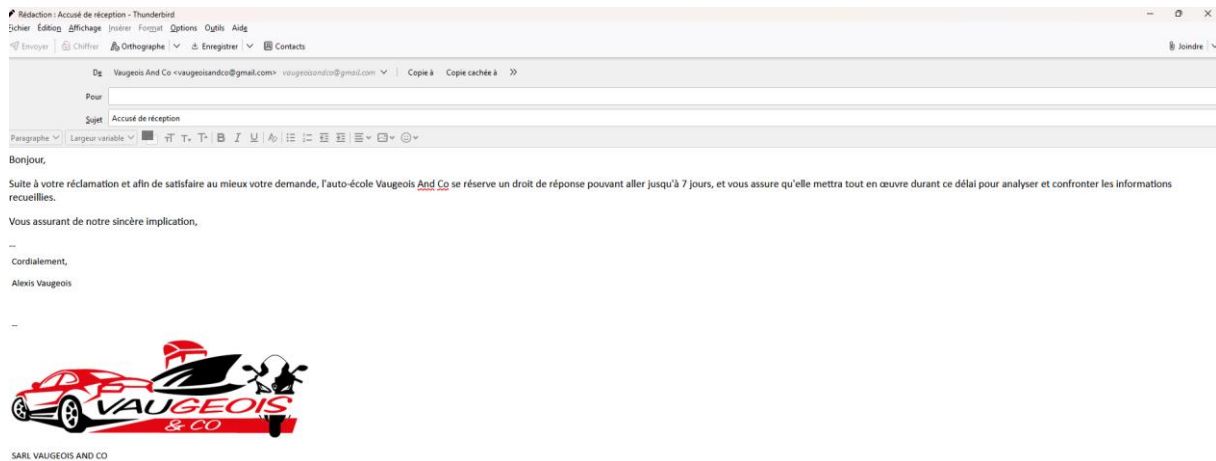 Rédaction : Accusé de réception - Thunderbird
Fichier Édition Affichage Insérer Format Options Outils Aide
Envoyer Chiffrer Orthographe Enregistrer Contacts Joindre
De Vaugeois And Co <vaugeoisandco@gmail.com> vaugeoisandco@gmail.com Copie à Copie cachée à
Pour
Sujet Accusé de réception
Paragraphe Largeur variable
Bonjour,
Suite à votre réclamation et afin de satisfaire au mieux votre demande, l'auto-école Vaugeois And Co se réserve un droit de réponse pouvant aller jusqu'à 7 jours, et vous assure qu'elle mettra tout en œuvre durant ce délai pour analyser et confronter les informations
recueillies.
Vous assurant de notre sincère implication,
--
Cordialement,
Alexis Vaugeois
--
VAUGEOIS
& CO
SARL VAUGEOIS AND CO